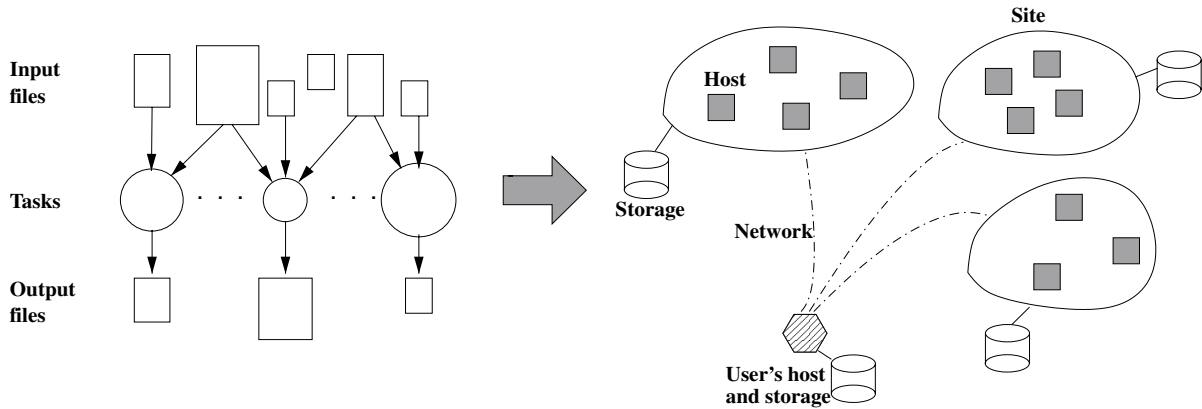 Input
files
Tasks
Output
files
Site
Host
Storage
Network
User's host
and storage